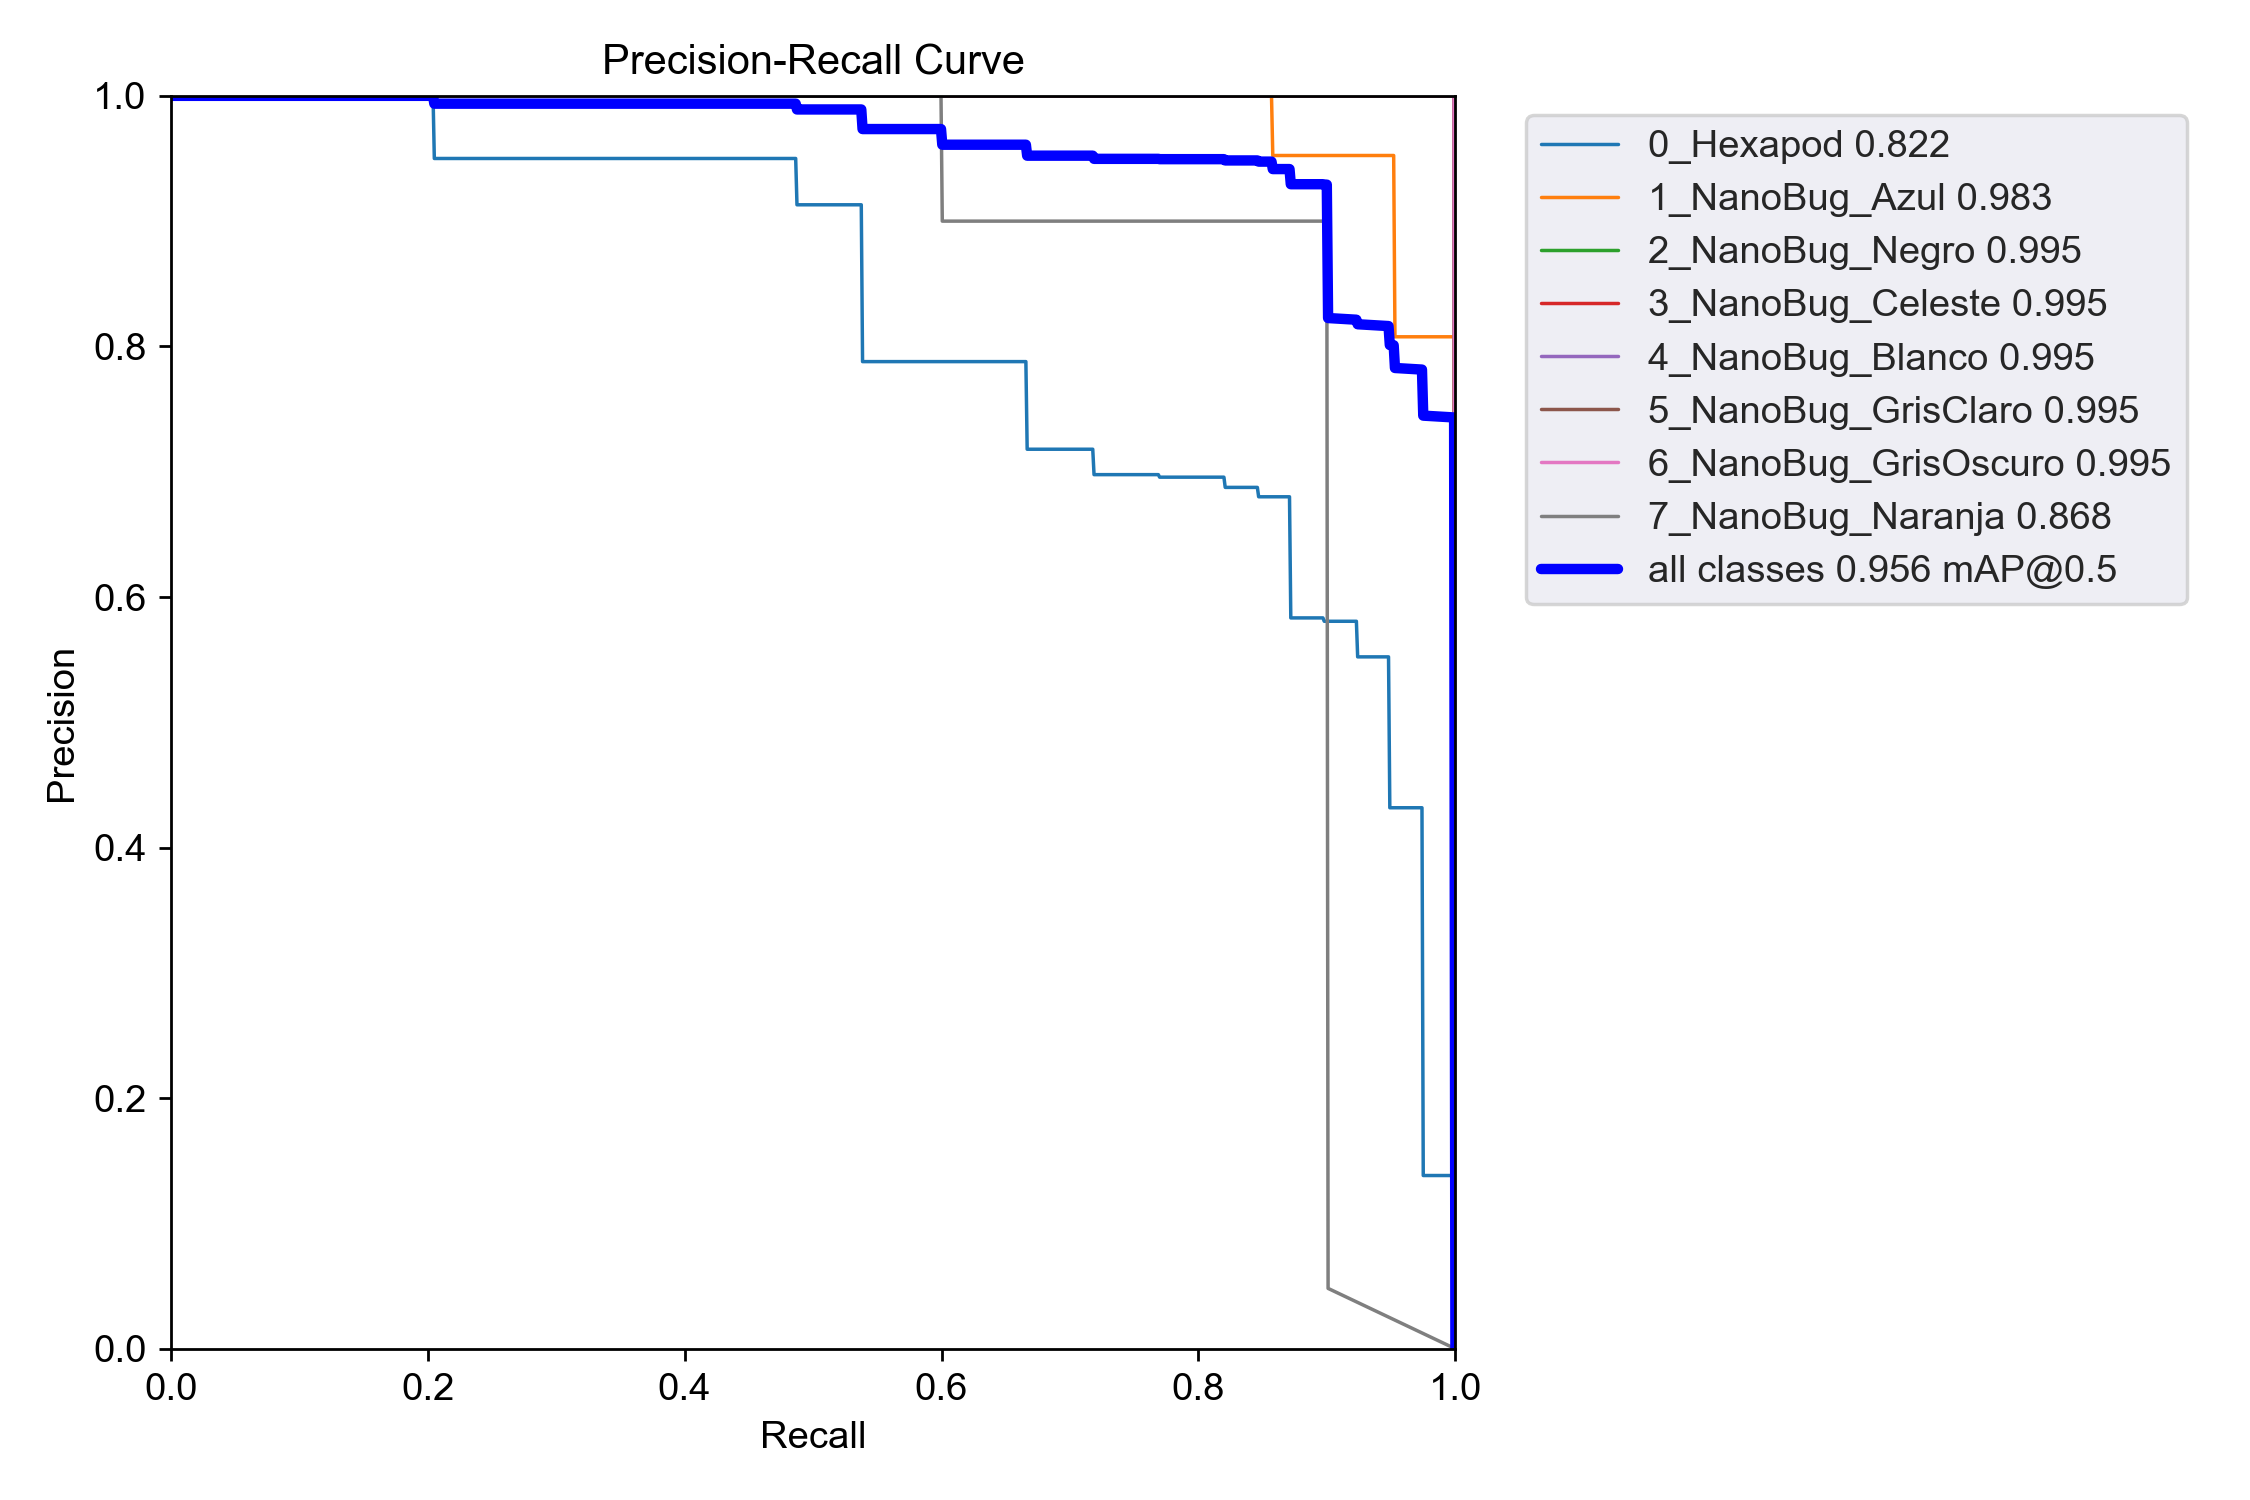 Precision-Recall Curve
1.0
0.8
0.6
0.4
0.2
0.0
Precision
0.0 0.2 0.4 0.6 0.8 1.0
Recall
0_Hexapod 0.822
1_NanoBug_Azul 0.983
2_NanoBug_Negro 0.995
3_NanoBug_Celeste 0.995
4_NanoBug_Blanco 0.995
5_NanoBug_GrisClaro 0.995
6_NanoBug_GrisOscuro 0.995
7_NanoBug_Naranja 0.868
all classes 0.956 mAP@0.5